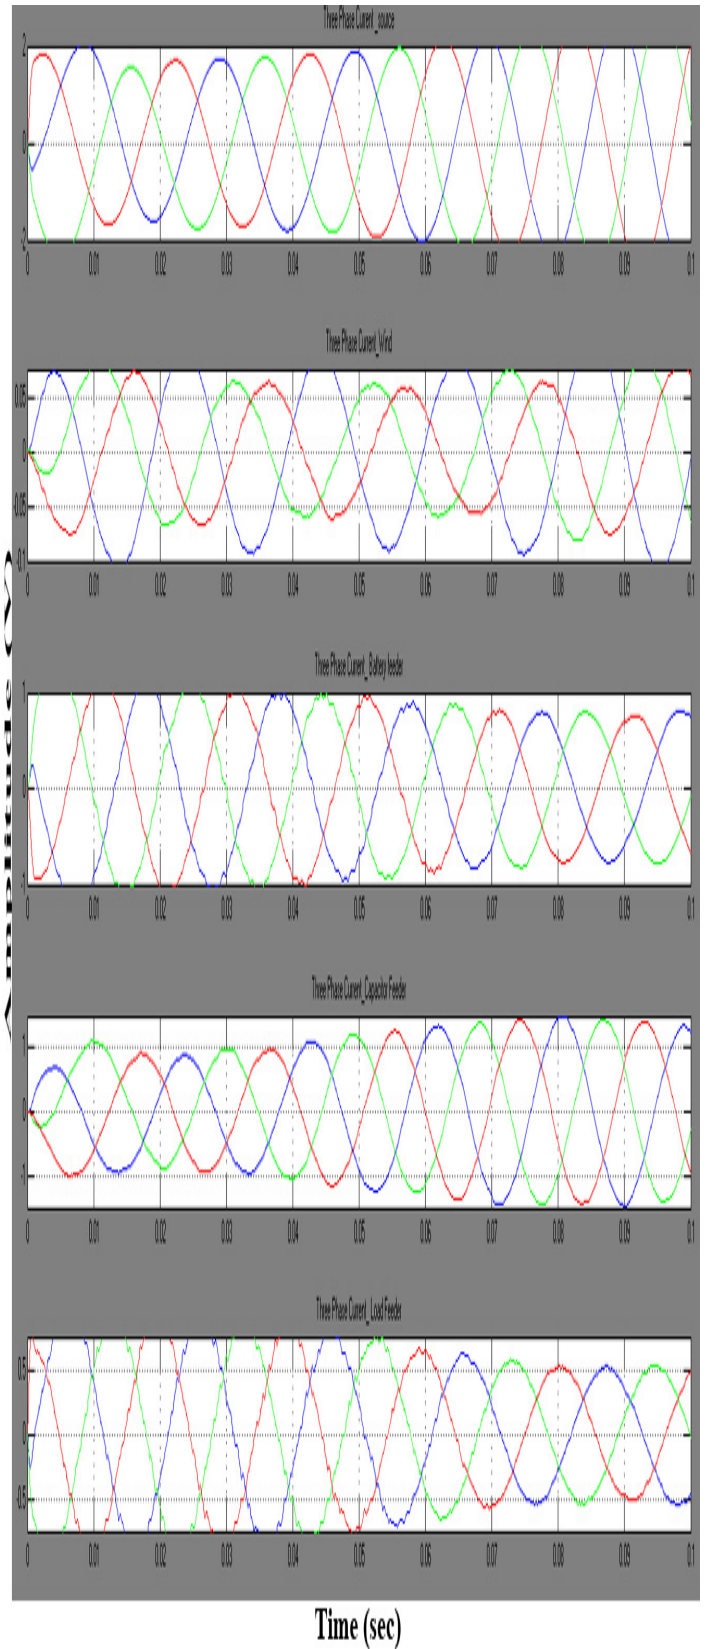 Three Phase Current_source
2
0
-2
0 0.01 0.02 0.03 0.04 0.05 0.06 0.07 0.08 0.09 0.1
Three Phase Current_Wind
0.05
0
-0.05
-0.1
0 0.01 0.02 0.03 0.04 0.05 0.06 0.07 0.08 0.09 0.1
Three Phase Current_ Battery feeder
1
0
-1
0 0.01 0.02 0.03 0.04 0.05 0.06 0.07 0.08 0.09 0.1
Three Phase Current_Capacitor Feeder
1
0
-1
0 0.01 0.02 0.03 0.04 0.05 0.06 0.07 0.08 0.09 0.1
Three Phase Current_ Load Feeder
0.5
0
-0.5
0 0.01 0.02 0.03 0.04 0.05 0.06 0.07 0.08 0.09 0.1
Time (sec)